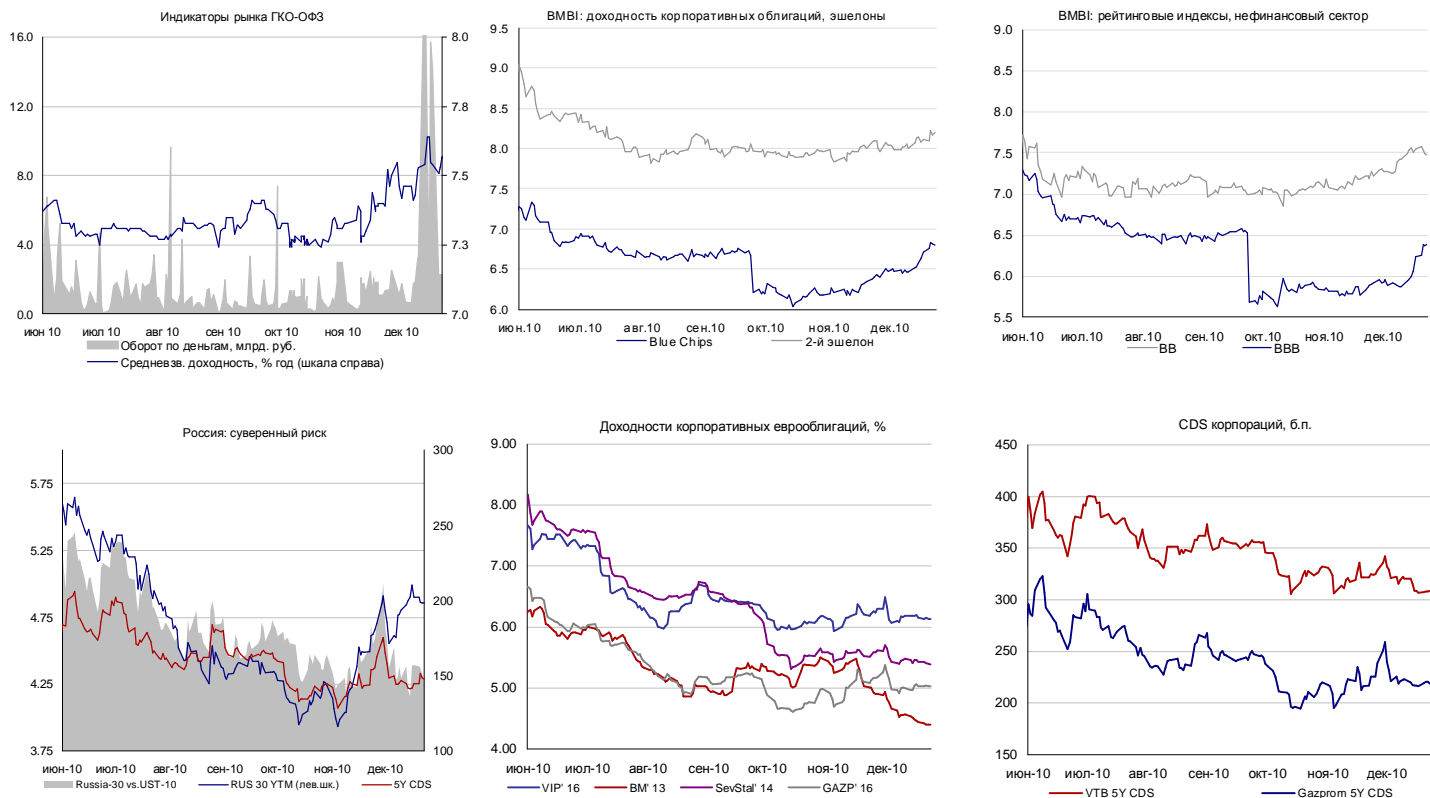 Индикаторы рынка ГКО-ОФЗ
16.0
12.0
8.0
4.0
0.0
8.0
7.8
7.5
7.3
7.0
июн 10
июл 10
авг 10
сен 10
окт 10
ноя 10
дек 10
Оборот по деньгам, млрд. руб.
Средневзв. доходность, % год (шкала справа)
BMBI: доходность корпоративных облигаций, эшелоны
9.5
9.0
8.5
8.0
7.5
7.0
6.5
6.0
июн.10
июл.10
авг.10
сен.10
окт.10
ноя.10
дек.10
Blue Chips
2-й эшелон
BMBI: рейтинговые индексы, нефинансовый сектор
9.0
8.5
8.0
7.5
7.0
6.5
6.0
5.5
июн.10
июл.10
авг.10
сен.10
окт.10
ноя.10
дек.10
BB
BBB
Россия: суверенный риск
5.75
5.25
4.75
4.25
3.75
300
250
200
150
100
июн-10
июл-10
авг-10
сен-10
окт-10
ноя-10
дек-10
Russia-30 vs.UST-10
RUS 30 YTM (лев.шк.)
5Y CDS
Доходности корпоративных еврооблигаций, %
9.00
8.00
7.00
6.00
5.00
4.00
июн-10
июл-10
авг-10
сен-10
окт-10
ноя-10
дек-10
VIP' 16
BM' 13
SevStal' 14
GAZP' 16
CDS корпораций, б.п.
450
400
350
300
250
200
150
июн-10
июл-10
авг-10
сен-10
окт-10
ноя-10
дек-10
VTB 5Y CDS
Gazprom 5Y CDS